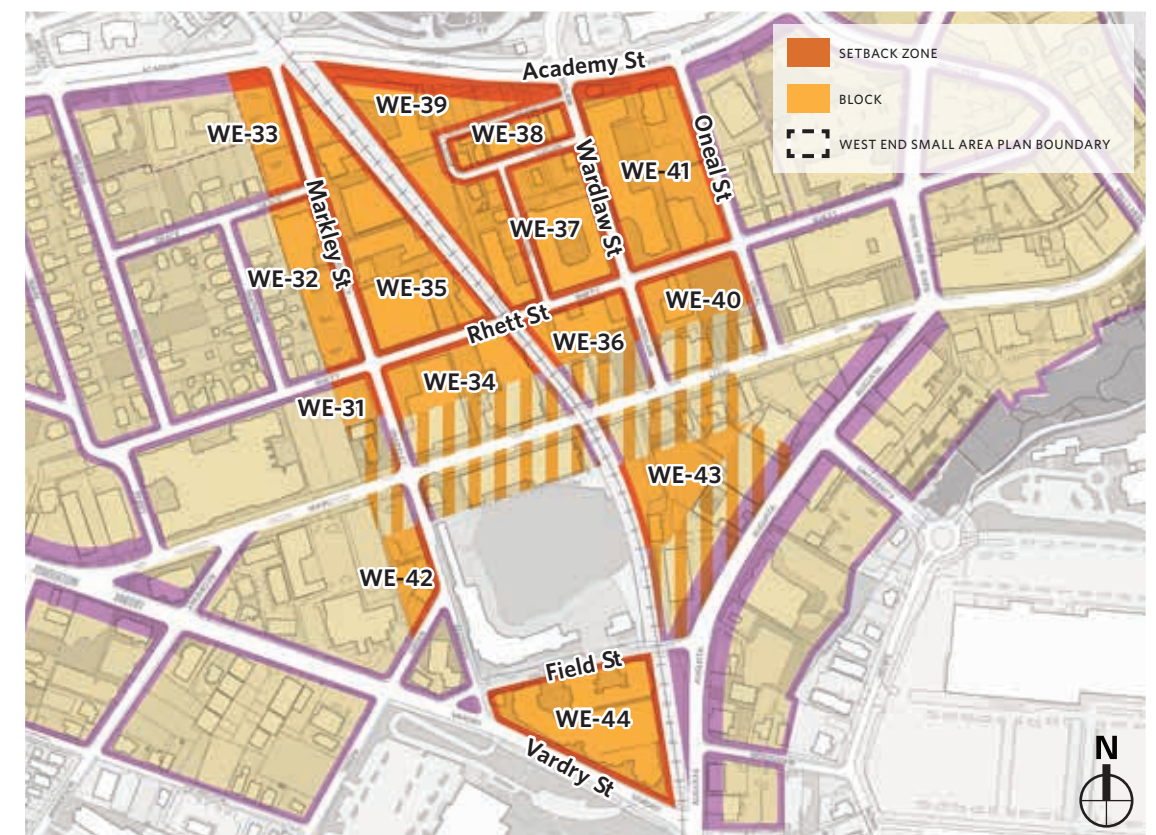 SETBACK ZONE
BLOCK
WEST END SMALL AREA PLAN BOUNDARY
Academy St
WE-39
WE-33
WE-38
Oneal St
Wardlaw St
WE-41
Markley St
WE-37
WE-32
WE-35
WE-40
Rhett St
WE-36
WE-34
WE-31
WE-43
WE-42
Field St
WE-44
Vardry St
N